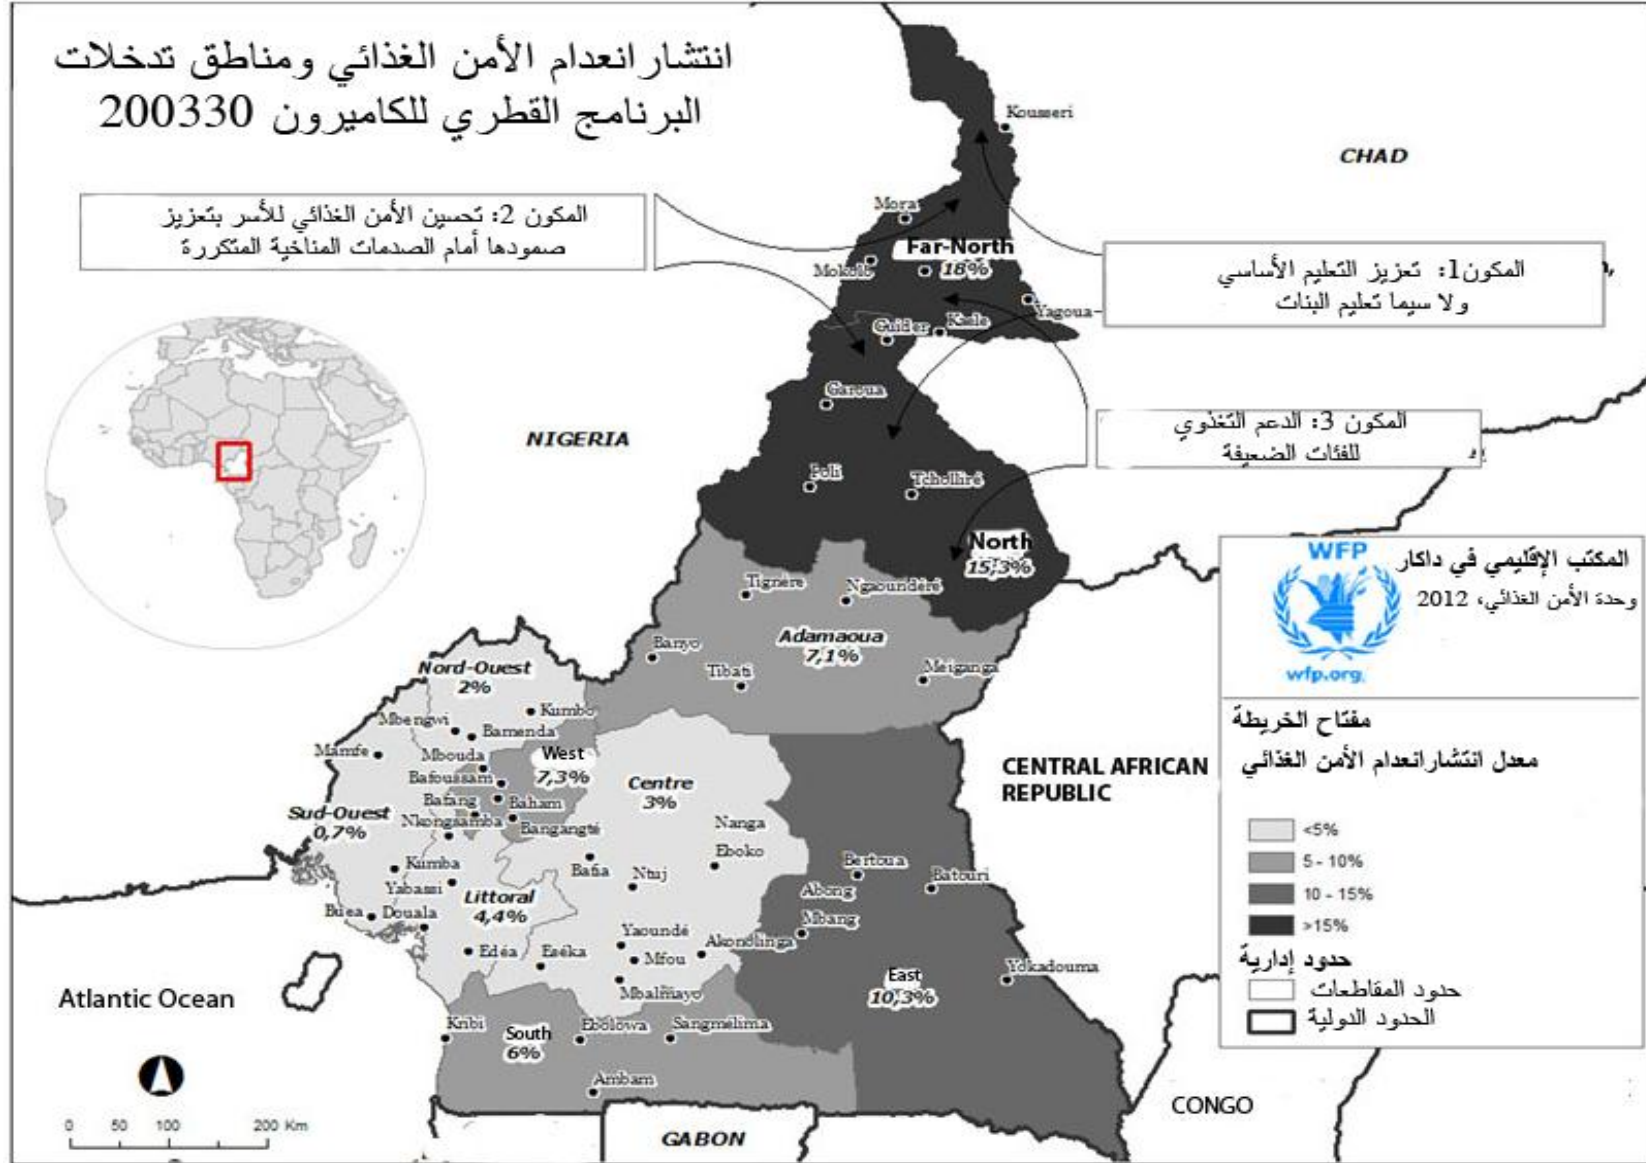 انتشار انعدام الأمن الغذائي ومناطق تدخلات
البرنامج القطري للكاميرون 200330
المكون 2: تحسين الأمن الغذائي للأسر بتعزيز
صمودها أمام الصدمات المناخية المتكررة
المكون1: تعزيز التعليم الأساسي
ولا سيما تعليم البنات
المكون 3: الدعم التغذوي
للفئات الضعيفة
CHAD
NIGERIA
CENTRAL AFRICAN
REPUBLIC
CONGO
GABON
Atlantic Ocean
Kousseri
Mora
Far-North
18%
Mokolo
Yagoua
Guider
Kaele
Garoua
Poli
Tcholliré
North
15,3%
Tignère
Ngaoundéré
Adamaoua
7,1%
Banyo
Tibati
Meiganga
Nord-Ouest
2%
Kumbo
Mbengwi
Bamenda
Mamfe
Mbouda
West
7,3%
Bafoussam
Bafang
Baham
Nkongsamba
Bangangté
Sud-Ouest
0,7%
Centre
3%
Nanga
Eboko
Kumba
Bafia
Ntuj
Yabassi
Littoral
4,4%
Buea
Douala
Edéa
Eséka
Yaoundé
Mfou
Akonolinga
Mbalmayo
Bertoua
Batouri
Abong
Mbang
East
10,3%
Yokadouma
Kribi
South
6%
Ebolowa
Sangmélima
Ambam
0 50 100 200 Km
WFP
wfp.org
المكتب الإقليمي في داكار
وحدة الأمن الغذائي، 2012
مفتاح الخريطة
معدل انتشار انعدام الأمن الغذائي
<5%
5 - 10%
10 - 15%
>15%
حدود إدارية
حدود المقاطعات
الحدود الدولية